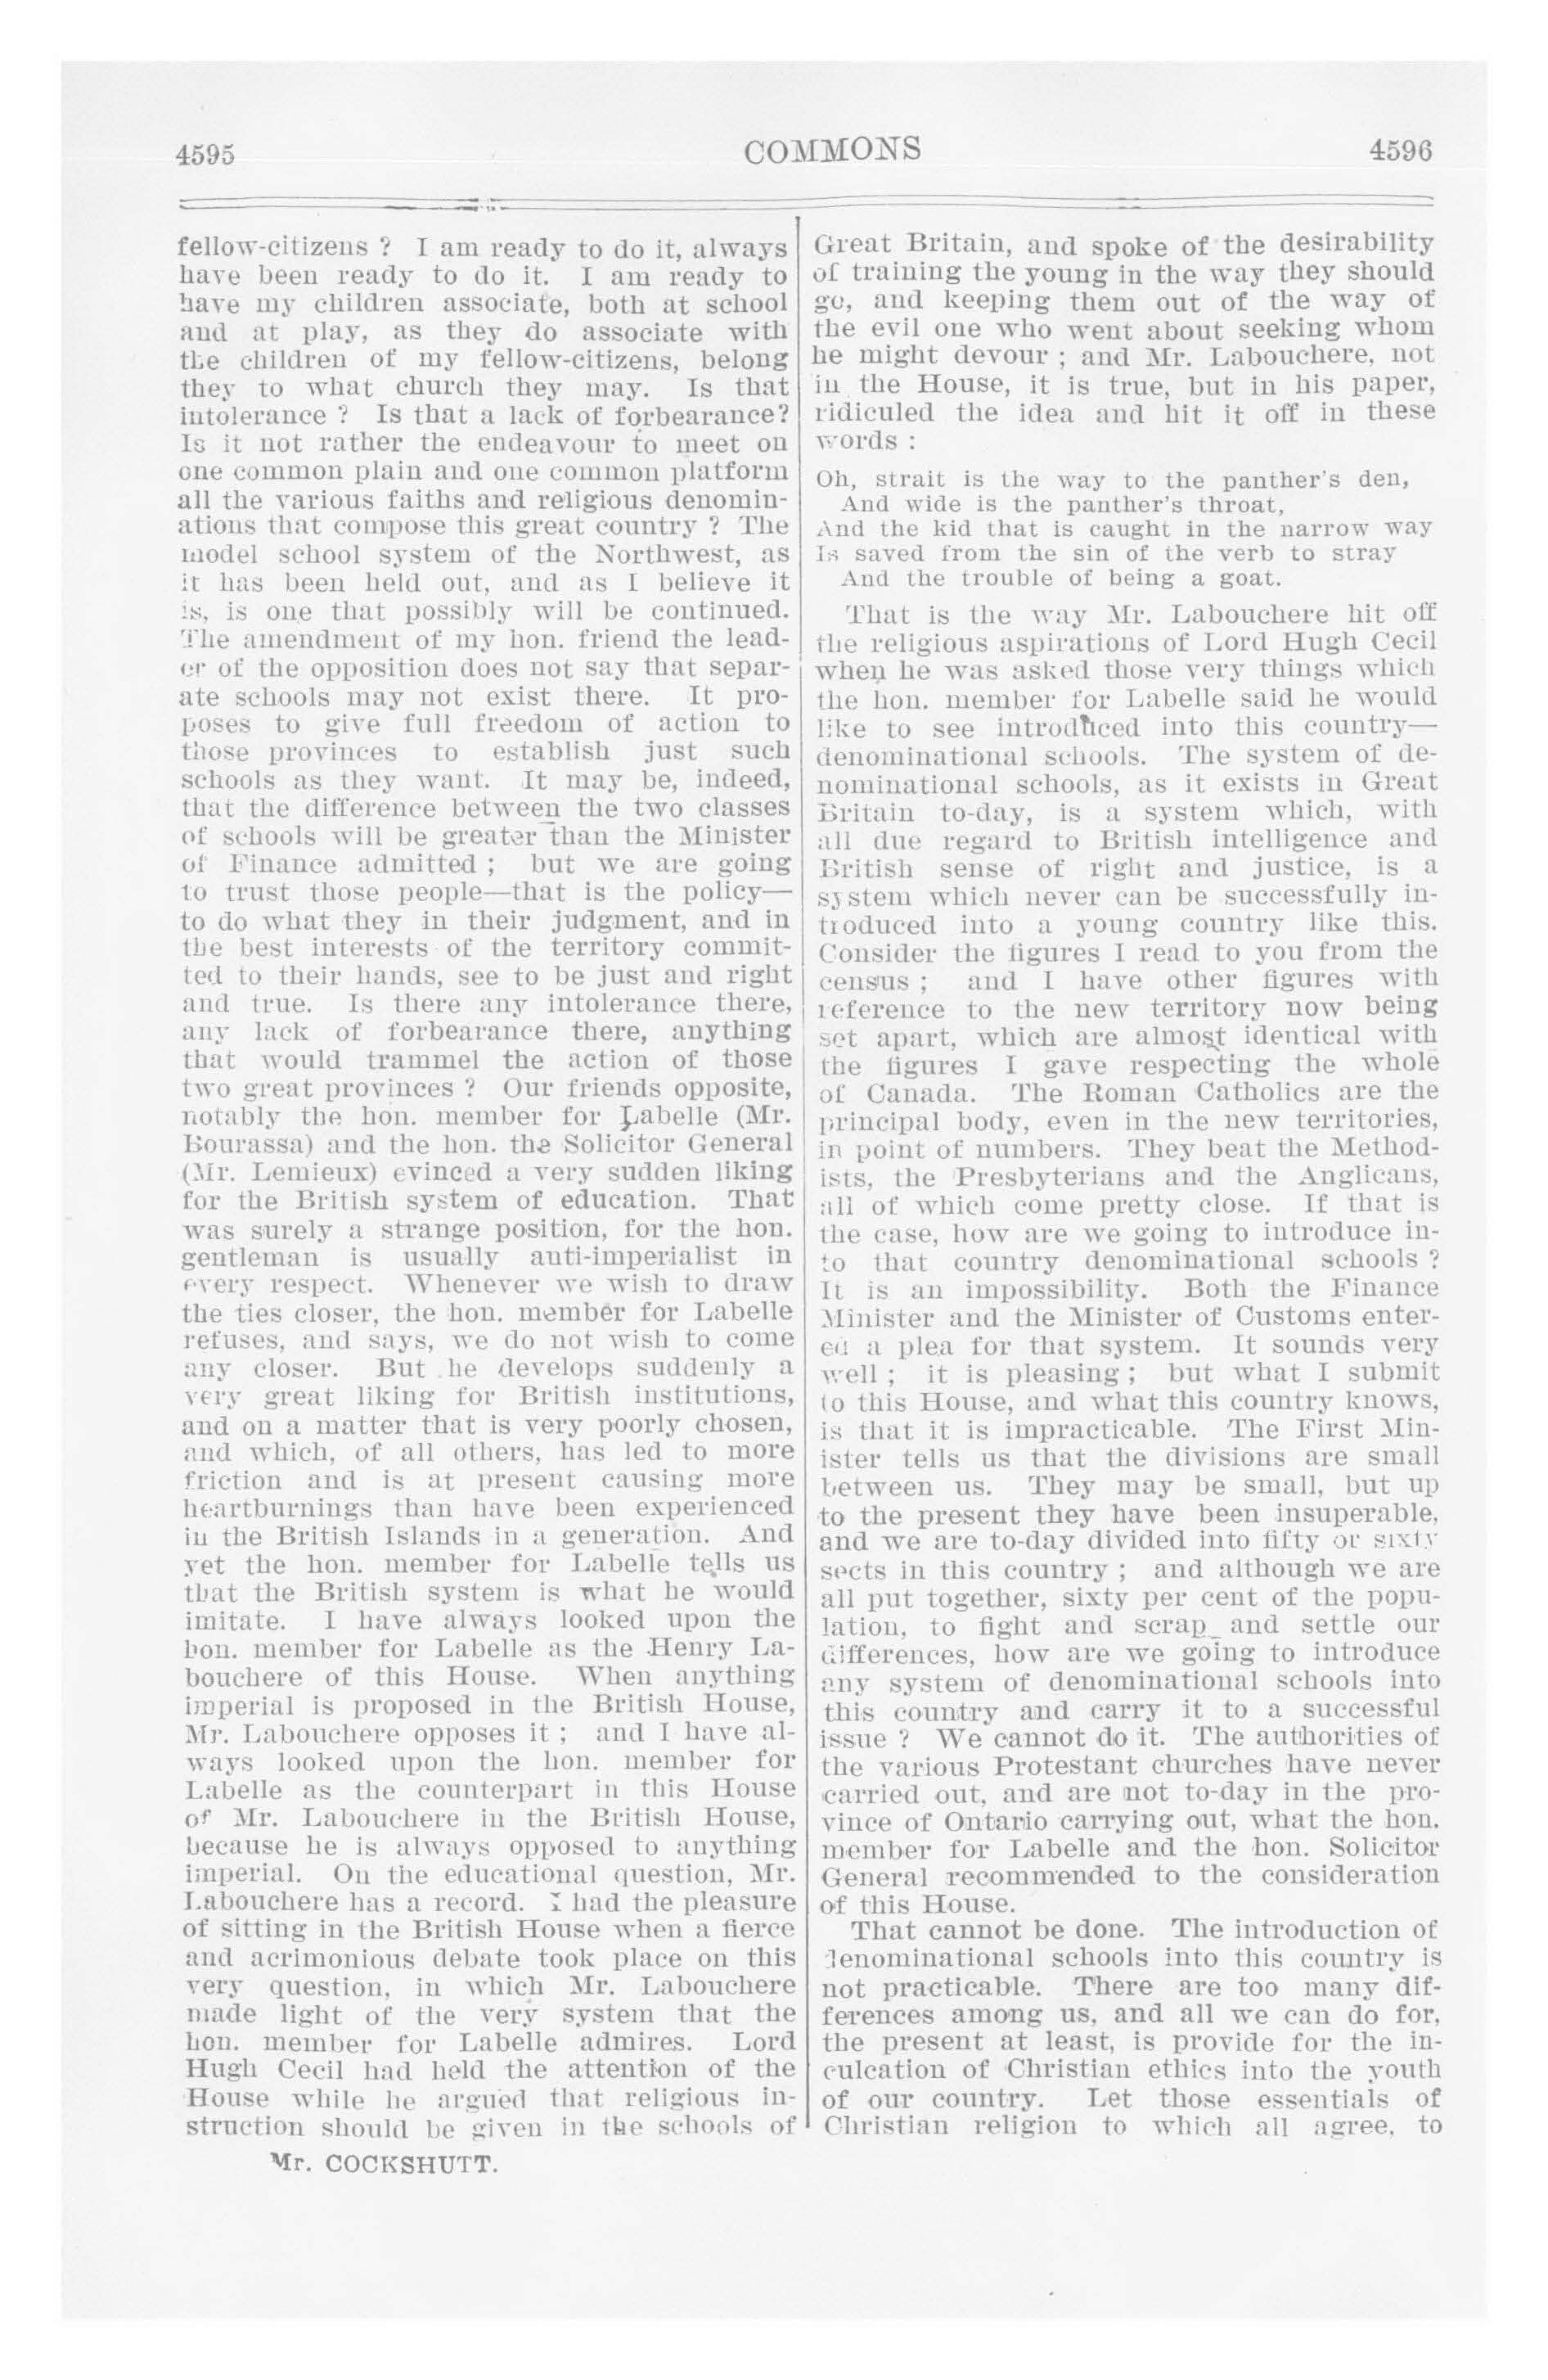 4595 COMMONS 4596
fellow-citizens ? I am ready to do it, always
have been ready to do it. I am ready to
have my children associate, both at school
and at play, as they do associate with
the children of my fellow-citizens, belong
they to what church they may. Is that
intolerance ? Is that a lack of forbearance?
Is it not rather the endeavour to meet on
one common plain and one common platform
all the various faiths and religious denomin-
ations that compose this great country ? The
model school system of the Northwest, as
it has been held out, and as I believe it
is, is one that possibly will be continued.
The amendment of my hon. friend the lead-
er of the opposition does not say that separ-
ate schools may not exist there. It pro-
poses to give full freedom of action to
those provinces to establish just such
schools as they want. It may be, indeed,
that the difference between the two classes
of schools will be greater than the Minister
of Finance admitted ; but we are going
to trust those people—that is the policy—
to do what they in their judgment, and in
the best interests of the territory commit-
ted to their hands, see to be just and right
and true. Is there any intolerance there,
any lack of forbearance there, anything
that would trammel the action of those
two great provinces ? Our friends opposite,
notably the hon. member for Labelle (Mr.
Bourassa) and the hon. the Solicitor General
(Mr. Lemieux) evinced a very sudden liking
for the British system of education. That
was surely a strange position, for the hon.
gentleman is usually anti-imperialist in
every respect. Whenever we wish to draw
the ties closer, the hon. member for Labelle
refuses, and says, we do not wish to come
any closer. But he develops suddenly a
very great liking for British institutions,
and on a matter that is very poorly chosen,
and which, of all others, has led to more
friction and is at present causing more
heartburnings than have been experienced
in the British Islands in a generation. And
yet the hon. member for Labelle tells us
that the British system is what he would
imitate. I have always looked upon the
hon. member for Labelle as the Henry La-
bouchere of this House. When anything
imperial is proposed in the British House,
Mr. Labouchere opposes it ; and I have al-
ways looked upon the hon. member for
Labelle as the counterpart in this House
of Mr. Labouchere in the British House,
because he is always opposed to anything
imperial. On the educational question, Mr.
Labouchere has a record. I had the pleasure
of sitting in the British House when a fierce
and acrimonious debate took place on this
very question, in which Mr. Labouchere
made light of the very system that the
hon. member for Labelle admires. Lord
Hugh Cecil had held the attention of the
House while he argued that religious in-
struction should be given in the schools of
Mr. COCKSHUTT.
Great Britain, and spoke of the desirability
of training the young in the way they should
go, and keeping them out of the way of
the evil one who went about seeking whom
he might devour ; and Mr. Labouchere, not
in the House, it is true, but in his paper,
ridiculed the idea and hit it off in these
words :
Oh, strait is the way to the panther's den,
And wide is the panther's throat,
And the kid that is caught in the narrow way
Is saved from the sin of the verb to stray
And the trouble of being a goat.
That is the way Mr. Labouchere hit off
the religious aspirations of Lord Hugh Cecil
when he was asked those very things which
the hon. member for Labelle said he would
like to see introduced into this country—
denominational schools. The system of de-
nominational schools, as it exists in Great
Britain to-day, is a system which, with
all due regard to British intelligence and
British sense of right and justice, is a
system which never can be successfully in-
troduced into a young country like this.
Consider the figures I read to you from the
census ; and I have other figures with
reference to the new territory now being
set apart, which are almost identical with
the figures I gave respecting the whole
of Canada. The Roman Catholics are the
principal body, even in the new territories,
in point of numbers. They beat the Method-
ists, the Presbyterians and the Anglicans,
all of which come pretty close. If that is
the case, how are we going to introduce in-
to that country denominational schools ?
It is an impossibility. Both the Finance
Minister and the Minister of Customs enter-
ed a plea for that system. It sounds very
well ; it is pleasing ; but what I submit
to this House, and what this country knows,
is that it is impracticable. The First Min-
ister tells us that the divisions are small
between us. They may be small, but up
to the present they have been insuperable,
and we are to-day divided into fifty or sixty
sects in this country ; and although we are
all put together, sixty per cent of the popu-
lation, to fight and scrap and settle our
differences, how are we going to introduce
any system of denominational schools into
this country and carry it to a successful
issue ? We cannot do it. The authorities of
the various Protestant churches have never
carried out, and are not to-day in the pro-
vince of Ontario carrying out, what the hon.
member for Labelle and the hon. Solicitor
General recommended to the consideration
of this House.
That cannot be done. The introduction of
denominational schools into this country is
not practicable. There are too many dif-
ferences among us, and all we can do for,
the present at least, is provide for the in-
culcation of Christian ethics into the youth
of our country. Let those essentials of
Christian religion to which all agree, to